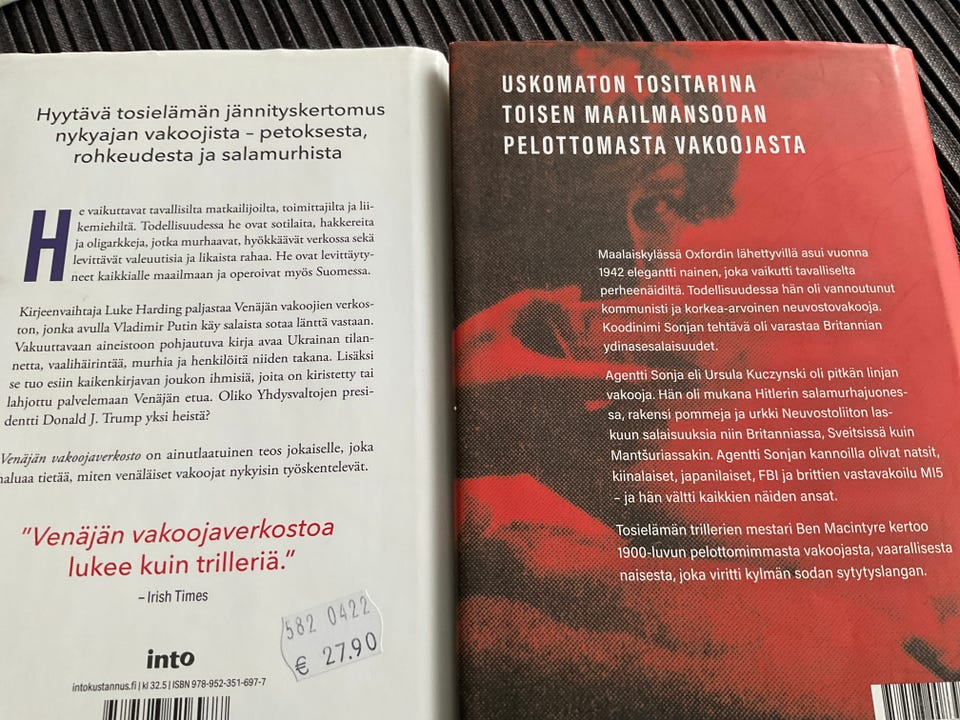 Hyytävä tosielämän jännityskertomus
nykyajan vakoojista – petoksesta,
rohkeudesta ja salamurhista
He vaikuttavat tavallisilta matkailijoilta, toimittajilta ja lii-
kemiehiltä. Todellisuudessa he ovat sotilaita, hakkereita
ja oligarkkeja, jotka murhaavat, hyökkäävät verkossa sekä
levittävät valeuutisia ja likaista rahaa. He ovat levittäyty-
neet kaikkialle maailmaan ja operoivat myös Suomessa.
Kirjeenvaihtaja Luke Harding paljastaa Venäjän vakoojien verkos-
ton, jonka avulla Vladimir Putin käy salaista sotaa länttä vastaan.
Vakuuttavaan aineistoon pohjautuva kirja avaa Ukrainan tilan-
netta, vaalihäirintää, murhia ja henkilöitä niiden takana. Lisäksi
se tuo esiin kaikenkirjavan joukon ihmisiä, joita on kiristetty tai
lahjottu palvelemaan Venäjän etua. Oliko Yhdysvaltojen presi-
dentti Donald J. Trump yksi heistä?
Venäjän vakoojaverkosto on ainutlaatuinen teos jokaiselle, joka
haluaa tietää, miten venäläiset vakoojat nykyisin työskentelevät.
"Venäjän vakoojaverkostoa
lukee kuin trilleriä."
– Irish Times
582 0422
€ 27.90
into
intokustannus.fi | kl 32.5 | ISBN 978-952-351-697-7
USKOMATON TOSITARINA
TOISEN MAAILMANSODAN
PELOTTOMASTA VAKOOJASTA
Maalaiskylässä Oxfordin lähettyvillä asui vuonna
1942 elegantti nainen, joka vaikutti tavalliselta
perheenäidiltä. Todellisuudessa hän oli vannoutunut
kommunisti ja korkea-arvoinen neuvostovakooja.
Koodinimi Sonjan tehtävä oli varastaa Britannian
ydinasesalaisuudet.
Agentti Sonja eli Ursula Kuczynski oli pitkän linjan
vakooja. Hän oli mukana Hitlerin salamurhajuones-
sa, rakensi pommeja ja urkki Neuvostoliiton las-
kuun salaisuuksia niin Britanniassa, Sveitsissä kuin
Mantšuriassakin. Agentti Sonjan kannoilla olivat natsit,
kiinalaiset, japanilaiset, FBI ja brittien vastavakoilu MI5
– ja hän vältti kaikkien näiden ansat.
Tosielämän trillerien mestari Ben Macintyre kertoo
1900-luvun pelottomimmasta vakoojasta, vaarallisesta
naisesta, joka viritti kylmän sodan sytytyslangan.